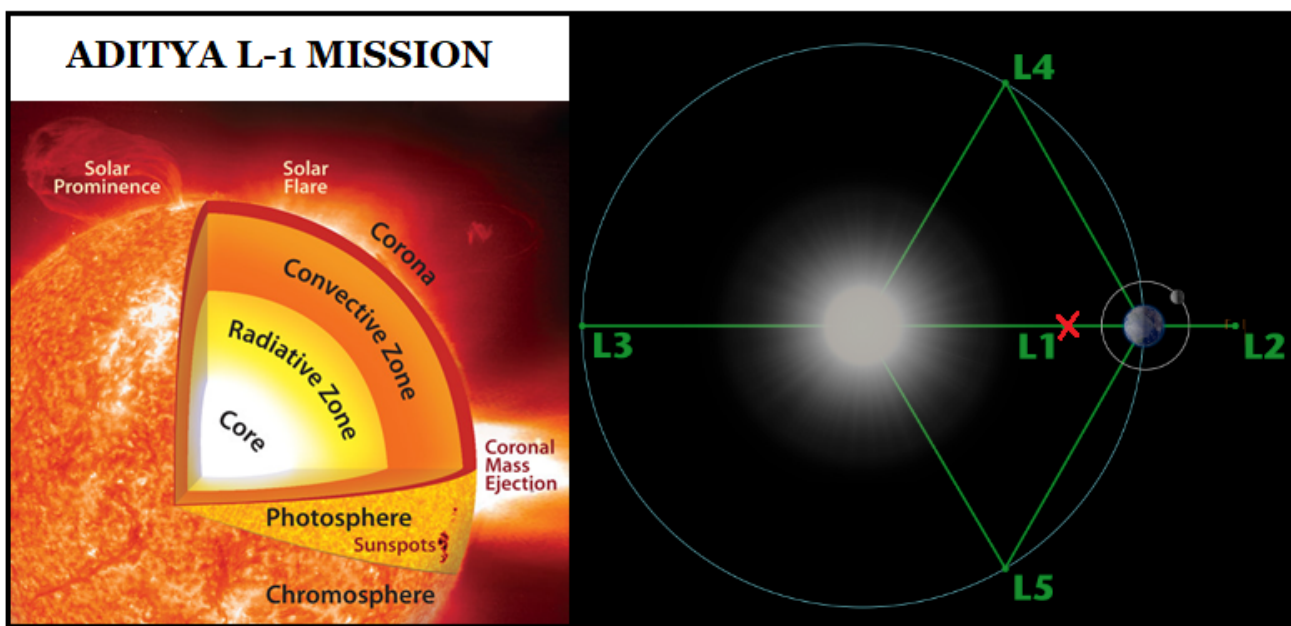 ADITYA L-1 MISSION
Solar
Prominence
Solar
Flare
Corona
Convective Zone
Radiative Zone
Core
Coronal
Mass
Ejection
Photosphere
Sunspots
Chromosphere
L4
L3
L1
L2
L5